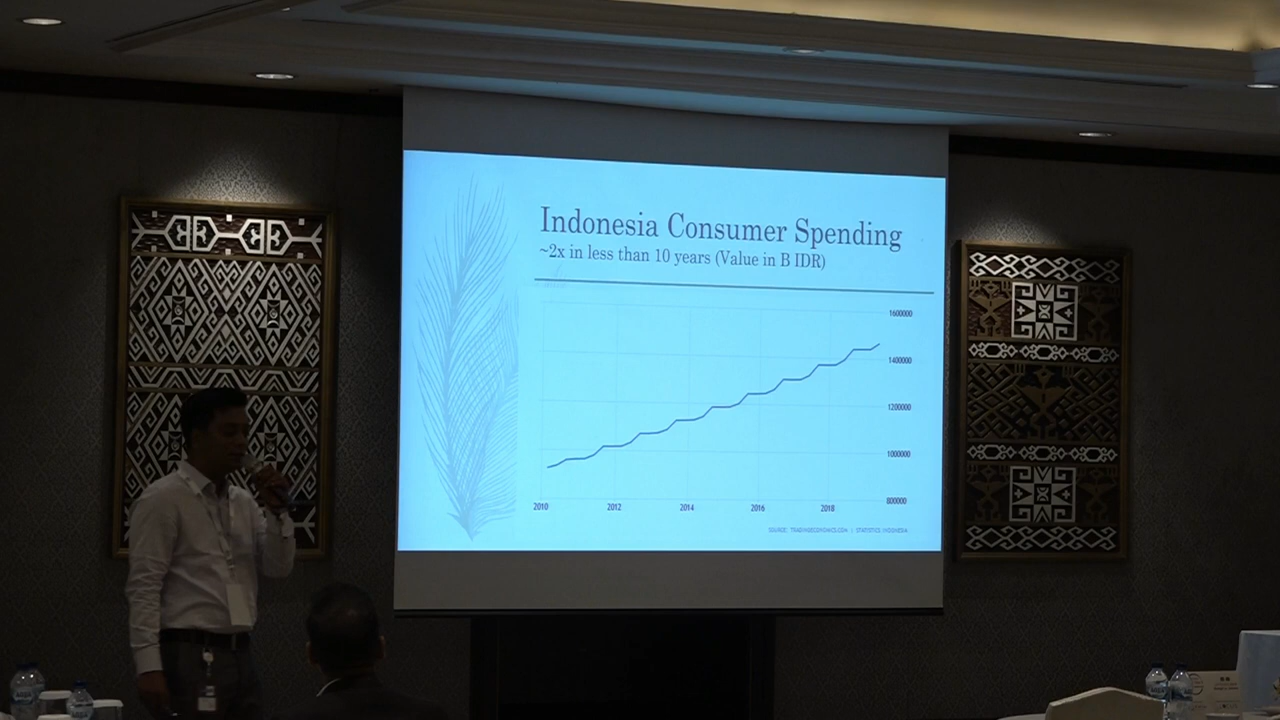 Indonesia Consumer Spending
~2x in less than 10 years (Value in B IDR)
1600000
1400000
1200000
1000000
800000
2010 2012 2014 2016 2018
SOURCE: TRADINGECONOMICS.COM | STATISTICS INDONESIA